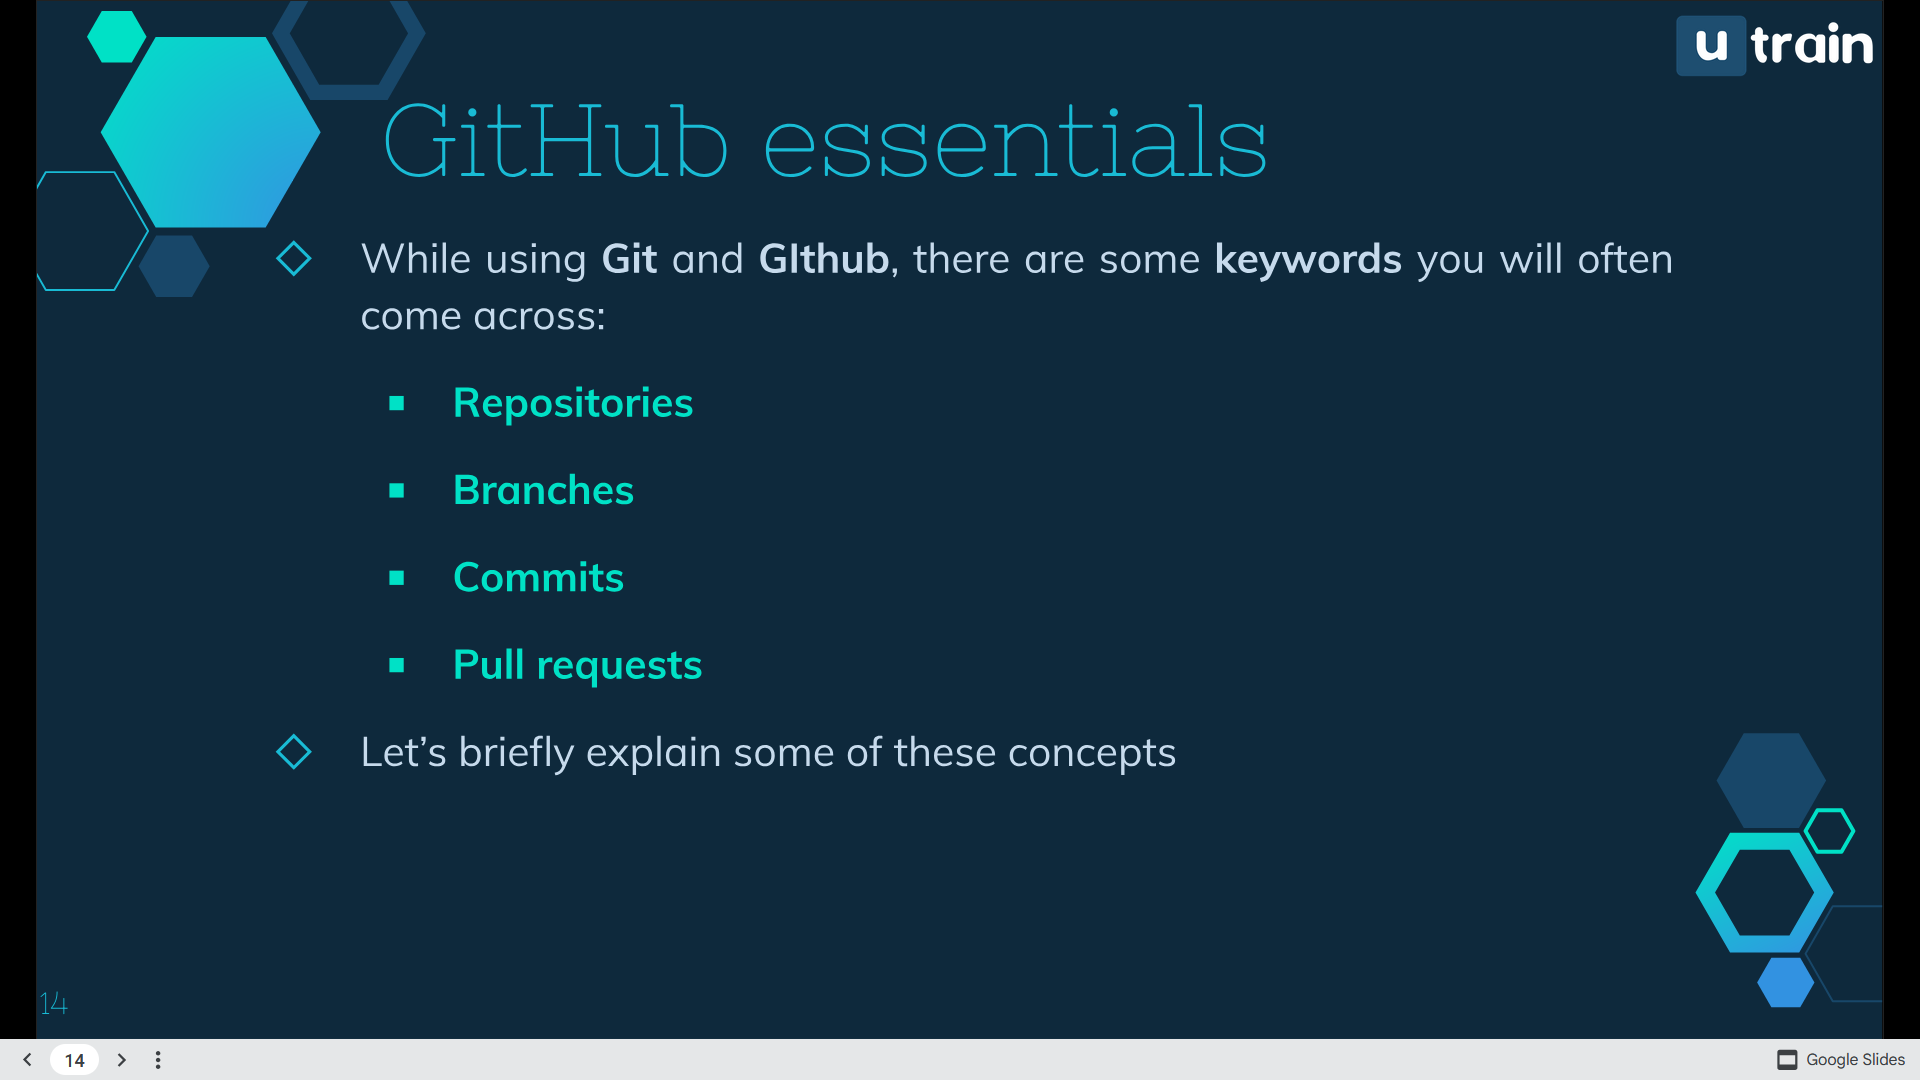 u train
GitHub essentials
While using Git and GIthub, there are some keywords you will often
come across:
Repositories
Branches
Commits
Pull requests
Let’s briefly explain some of these concepts
14
14
Google Slides